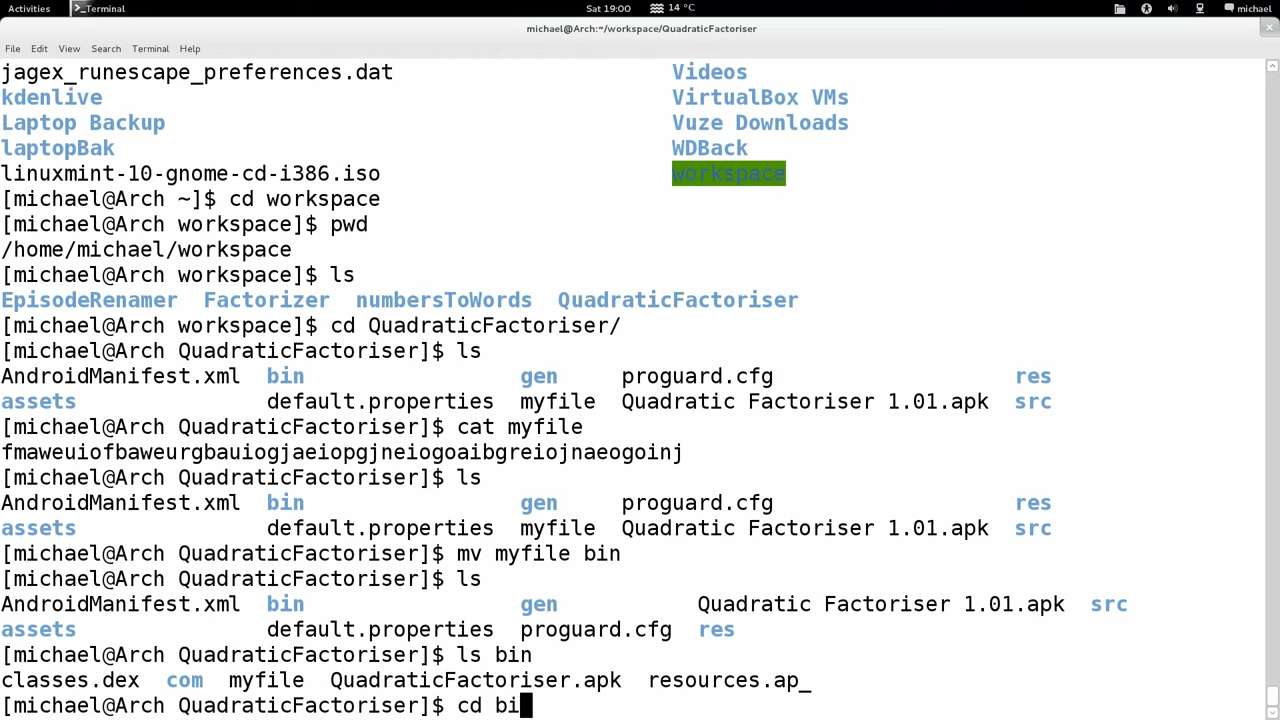 Activities >_Terminal Sat 19:00 14 °C michael
michael@Arch:~/workspace/QuadraticFactoriser
File Edit View Search Terminal Help
jagex_runescape_preferences.dat Videos
kdenlive VirtualBox VMs
Laptop Backup Vuze Downloads
laptopBak WDBack
linuxmint-10-gnome-cd-i386.iso workspace
[michael@Arch ~]$ cd workspace
[michael@Arch workspace]$ pwd
/home/michael/workspace
[michael@Arch workspace]$ ls
EpisodeRenamer Factorizer numbersToWords QuadraticFactoriser
[michael@Arch workspace]$ cd QuadraticFactoriser/
[michael@Arch QuadraticFactoriser]$ ls
AndroidManifest.xml bin gen proguard.cfg res
assets default.properties myfile Quadratic Factoriser 1.01.apk src
[michael@Arch QuadraticFactoriser]$ cat myfile
fmaweuiofbaweurgbauiogjaeiopgjneiogoaibgreiojnaeogoinj
[michael@Arch QuadraticFactoriser]$ ls
AndroidManifest.xml bin gen proguard.cfg res
assets default.properties myfile Quadratic Factoriser 1.01.apk src
[michael@Arch QuadraticFactoriser]$ mv myfile bin
[michael@Arch QuadraticFactoriser]$ ls
AndroidManifest.xml bin gen Quadratic Factoriser 1.01.apk src
assets default.properties proguard.cfg res
[michael@Arch QuadraticFactoriser]$ ls bin
classes.dex com myfile QuadraticFactoriser.apk resources.ap_
[michael@Arch QuadraticFactoriser]$ cd bi